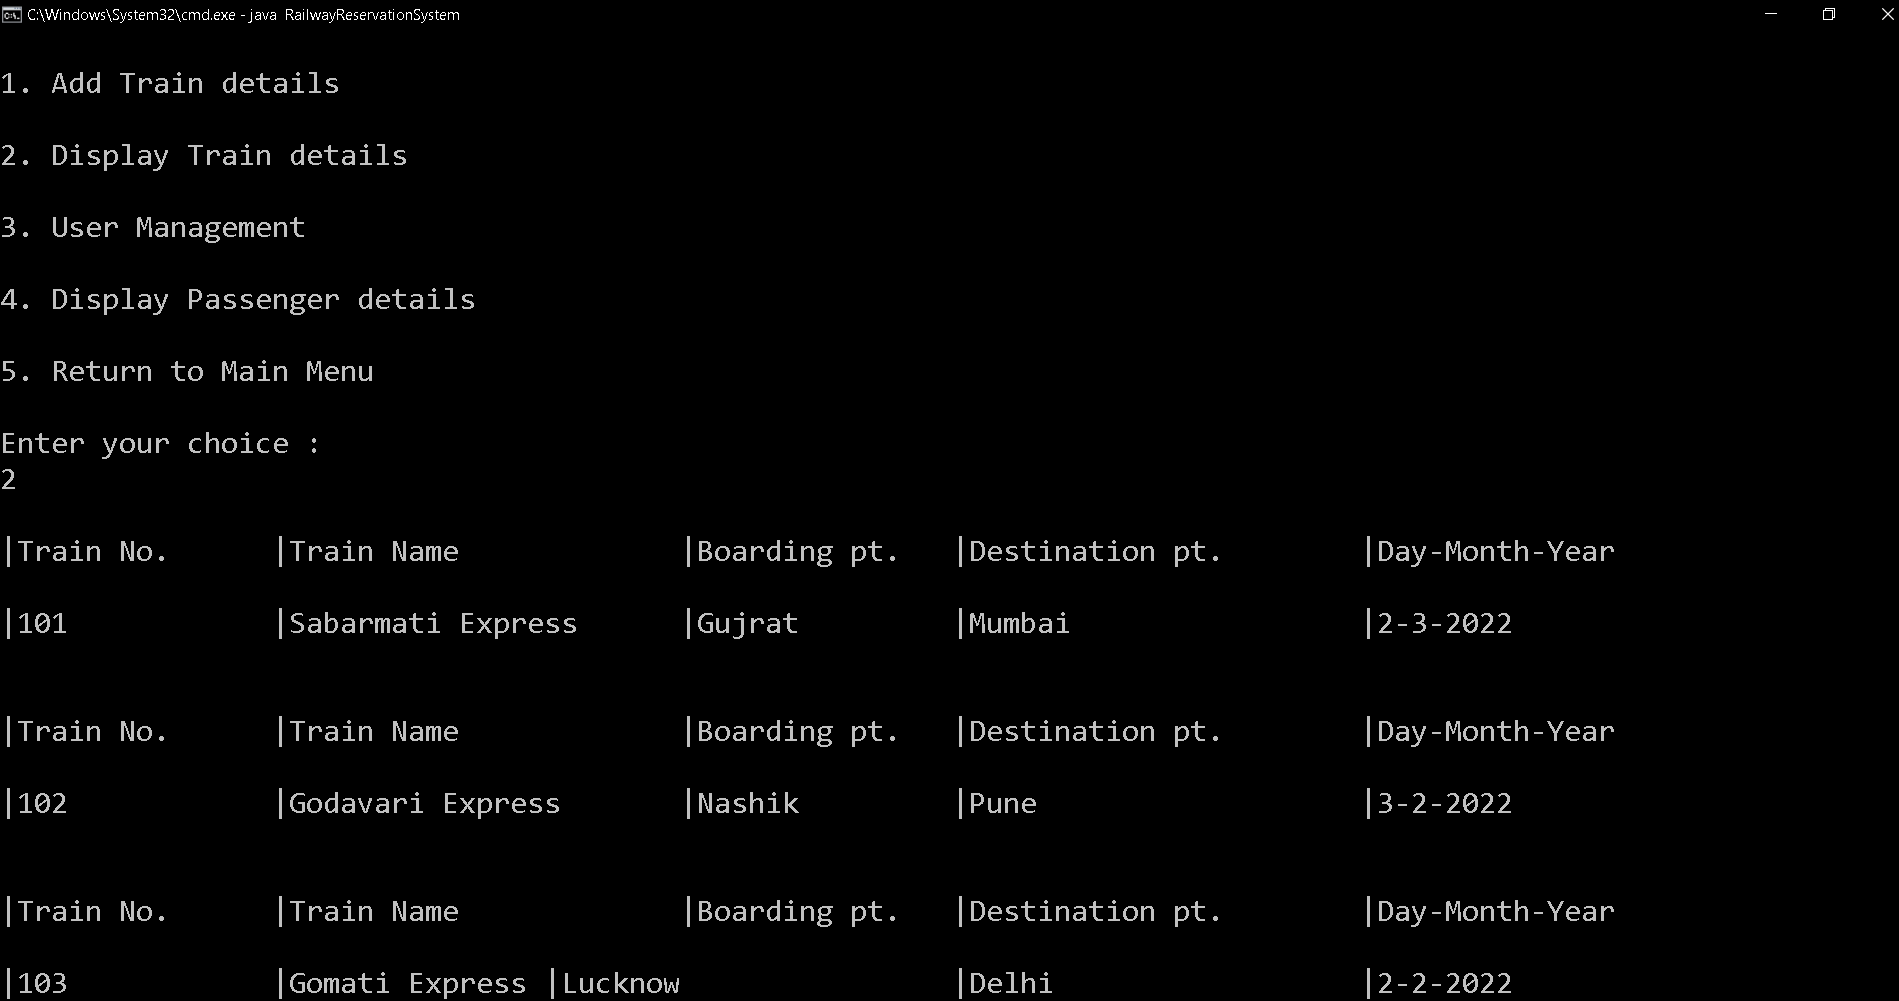 C:\Windows\System32\cmd.exe - java  RailwayReservationSystem
1. Add Train details
2. Display Train details
3. User Management
4. Display Passenger details
5. Return to Main Menu
Enter your choice :
2
|Train No.	|Train Name	|Boarding pt.	|Destination pt.	|Day-Month-Year
|101	|Sabarmati Express	|Gujrat	|Mumbai	|2-3-2022
|Train No.	|Train Name	|Boarding pt.	|Destination pt.	|Day-Month-Year
|102	|Godavari Express	|Nashik	|Pune	|3-2-2022
|Train No.	|Train Name	|Boarding pt.	|Destination pt.	|Day-Month-Year
|103	|Gomati Express	|Lucknow	|Delhi	|2-2-2022